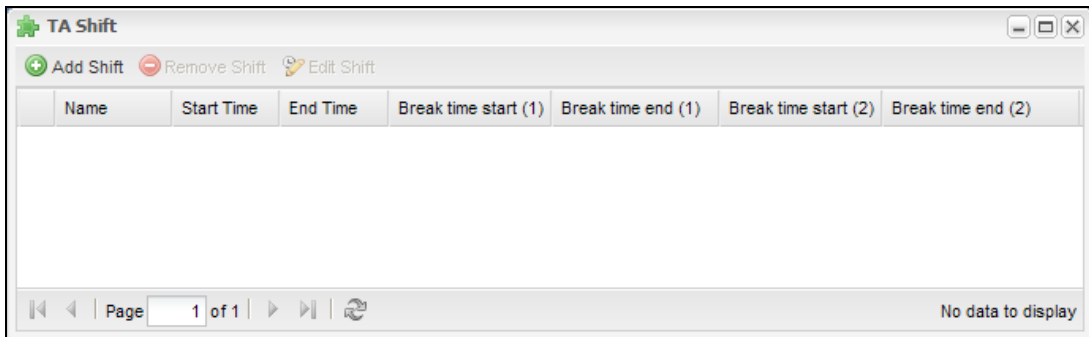 TA Shift
Add Shift Remove Shift Edit Shift
Name Start Time End Time Break time start (1) Break time end (1) Break time start (2) Break time end (2)
Page 1 of 1 No data to display